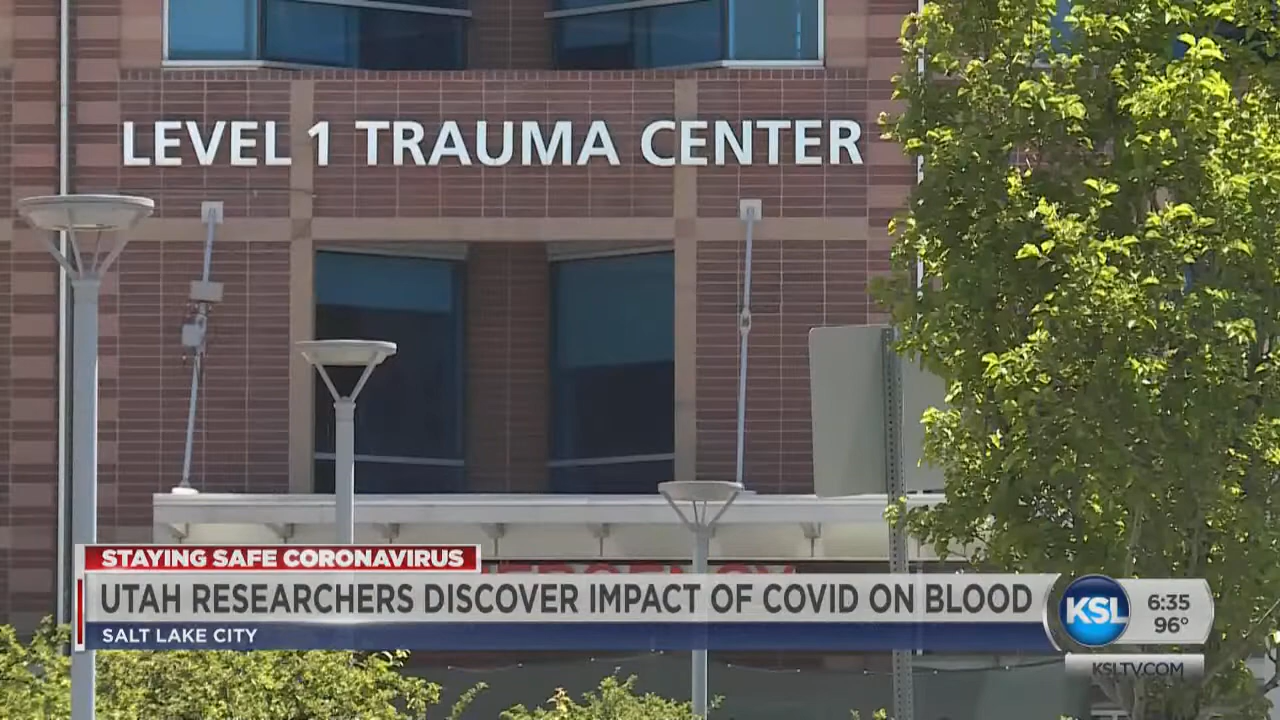 LEVEL 1 TRAUMA CENTER
STAYING SAFE CORONAVIRUS
UTAH RESEARCHERS DISCOVER IMPACT OF COVID ON BLOOD
SALT LAKE CITY
KSL
6:35
96°
KSLTV.COM